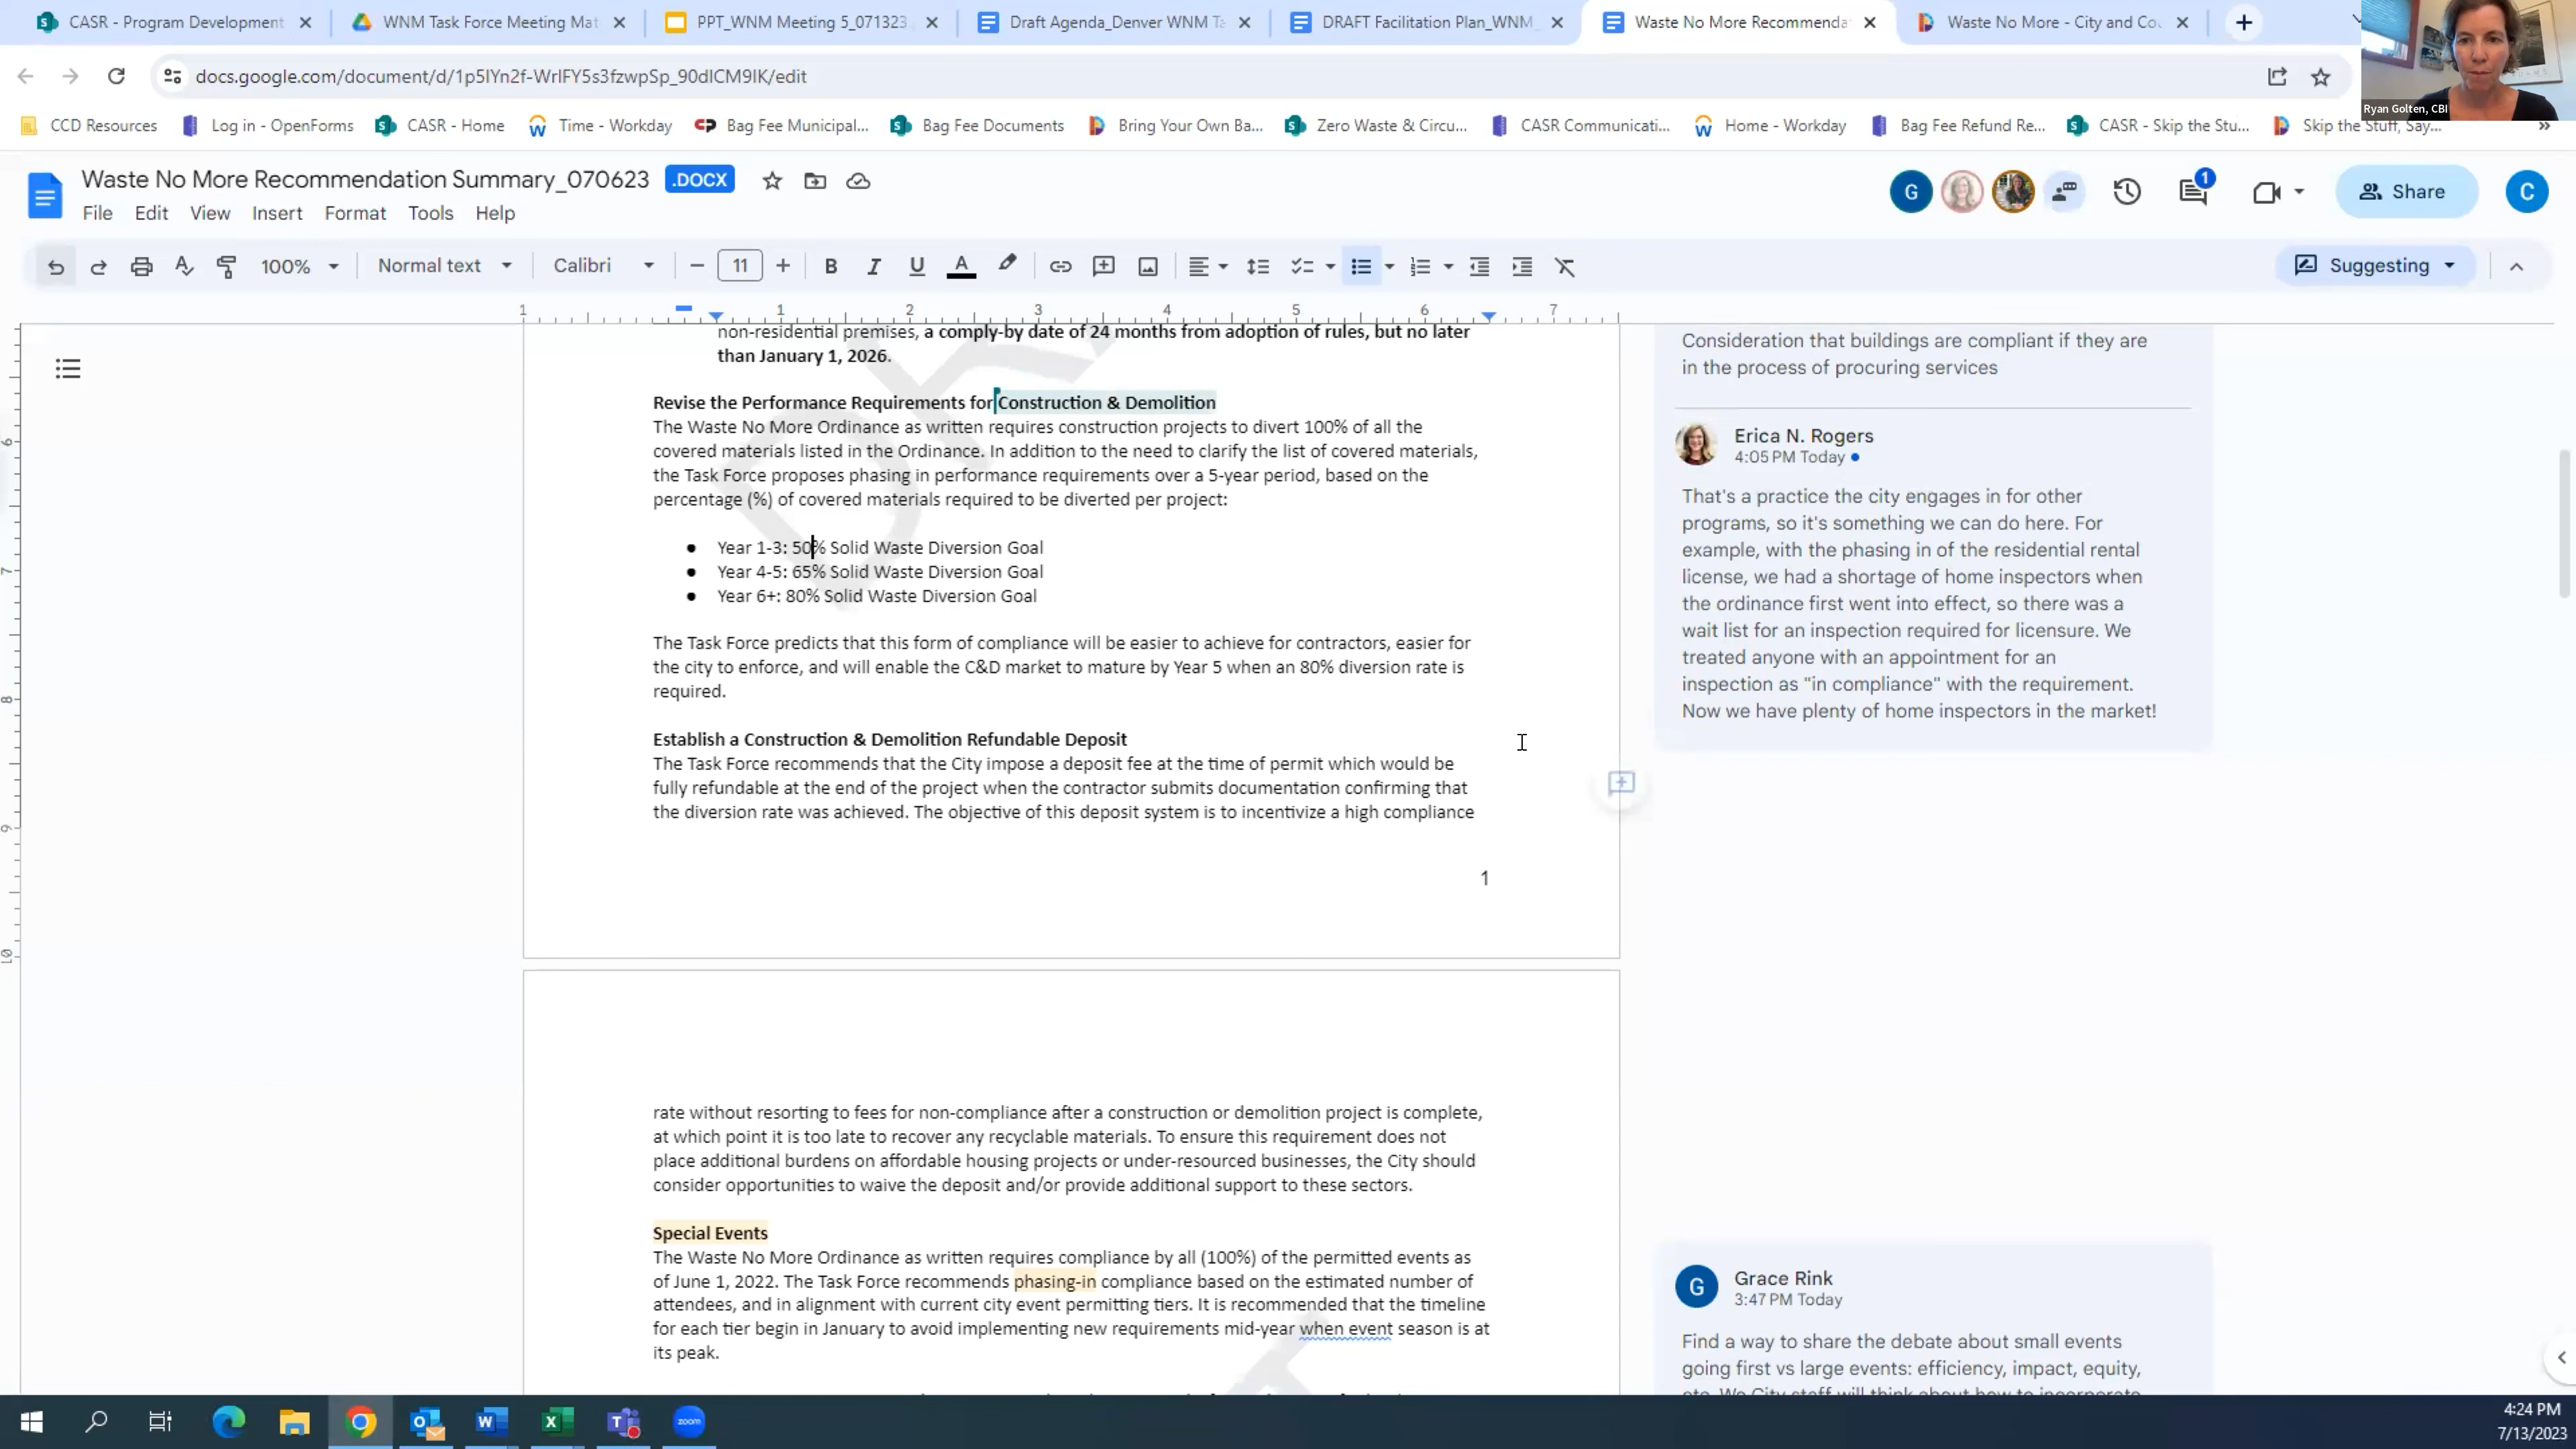 CASR - Program Development
WNM Task Force Meeting Mat
PPT_WNM Meeting 5_071323
Draft Agenda_Denver WNM Ta
DRAFT Facilitation Plan_WNM_
Waste No More Recommenda
Waste No More - City and Co
docs.google.com/document/d/1p5IYn2f-WrIFY5s3fzwpSp_90dICM9IK/edit
Ryan Golten, CBI
CCD Resources
Log in - OpenForms
CASR - Home
Time - Workday
Bag Fee Municipal...
Bag Fee Documents
Bring Your Own Ba...
Zero Waste & Circu...
CASR Communicati...
Home - Workday
Bag Fee Refund Re...
CASR - Skip the Stu...
Skip the Stuff, Say...
Waste No More Recommendation Summary_070623 .DOCX
File Edit View Insert Format Tools Help
G
1
Share
C
100% Normal text Calibri 11 B I U A
Suggesting
1 1 2 3 4 5 6 7
non-residential premises, a comply-by date of 24 months from adoption of rules, but no later
than January 1, 2026.
Revise the Performance Requirements for Construction & Demolition
The Waste No More Ordinance as written requires construction projects to divert 100% of all the
covered materials listed in the Ordinance. In addition to the need to clarify the list of covered materials,
the Task Force proposes phasing in performance requirements over a 5-year period, based on the
percentage (%) of covered materials required to be diverted per project:
● Year 1-3: 50% Solid Waste Diversion Goal
● Year 4-5: 65% Solid Waste Diversion Goal
● Year 6+: 80% Solid Waste Diversion Goal
The Task Force predicts that this form of compliance will be easier to achieve for contractors, easier for
the city to enforce, and will enable the C&D market to mature by Year 5 when an 80% diversion rate is
required.
Establish a Construction & Demolition Refundable Deposit
The Task Force recommends that the City impose a deposit fee at the time of permit which would be
fully refundable at the end of the project when the contractor submits documentation confirming that
the diversion rate was achieved. The objective of this deposit system is to incentivize a high compliance
1
rate without resorting to fees for non-compliance after a construction or demolition project is complete,
at which point it is too late to recover any recyclable materials. To ensure this requirement does not
place additional burdens on affordable housing projects or under-resourced businesses, the City should
consider opportunities to waive the deposit and/or provide additional support to these sectors.
Special Events
The Waste No More Ordinance as written requires compliance by all (100%) of the permitted events as
of June 1, 2022. The Task Force recommends phasing-in compliance based on the estimated number of
attendees, and in alignment with current city event permitting tiers. It is recommended that the timeline
for each tier begin in January to avoid implementing new requirements mid-year when event season is at
its peak.
6
7
8
9
10
Consideration that buildings are compliant if they are
in the process of procuring services
Erica N. Rogers
4:05 PM Today
That's a practice the city engages in for other
programs, so it's something we can do here. For
example, with the phasing in of the residential rental
license, we had a shortage of home inspectors when
the ordinance first went into effect, so there was a
wait list for an inspection required for licensure. We
treated anyone with an appointment for an
inspection as "in compliance" with the requirement.
Now we have plenty of home inspectors in the market!
G
Grace Rink
3:47 PM Today
Find a way to share the debate about small events
going first vs large events: efficiency, impact, equity,
etc. We City staff will think about how to incorporate
zoom
4:24 PM
7/13/2023